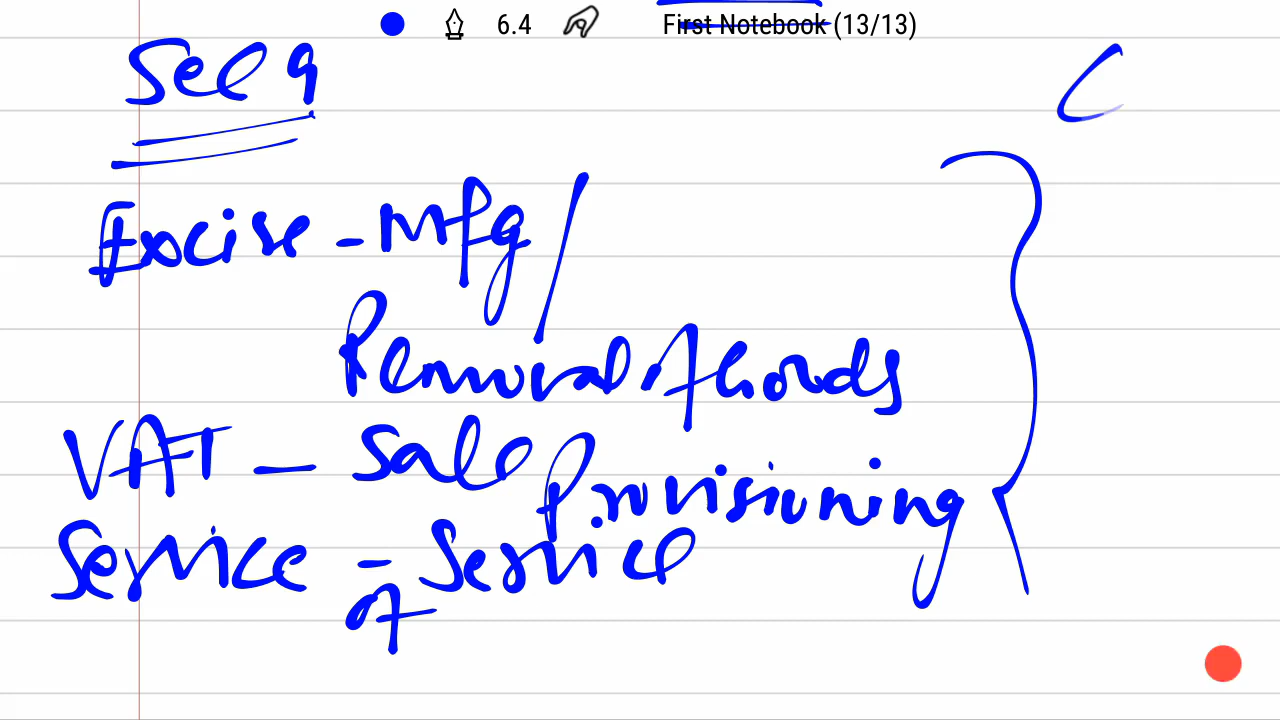 6.4 First Notebook (13/13)
Sec 9
Excise - Mfg /
Removal of Goods
VAT - Sale
Provisioning
Service - of Service
C